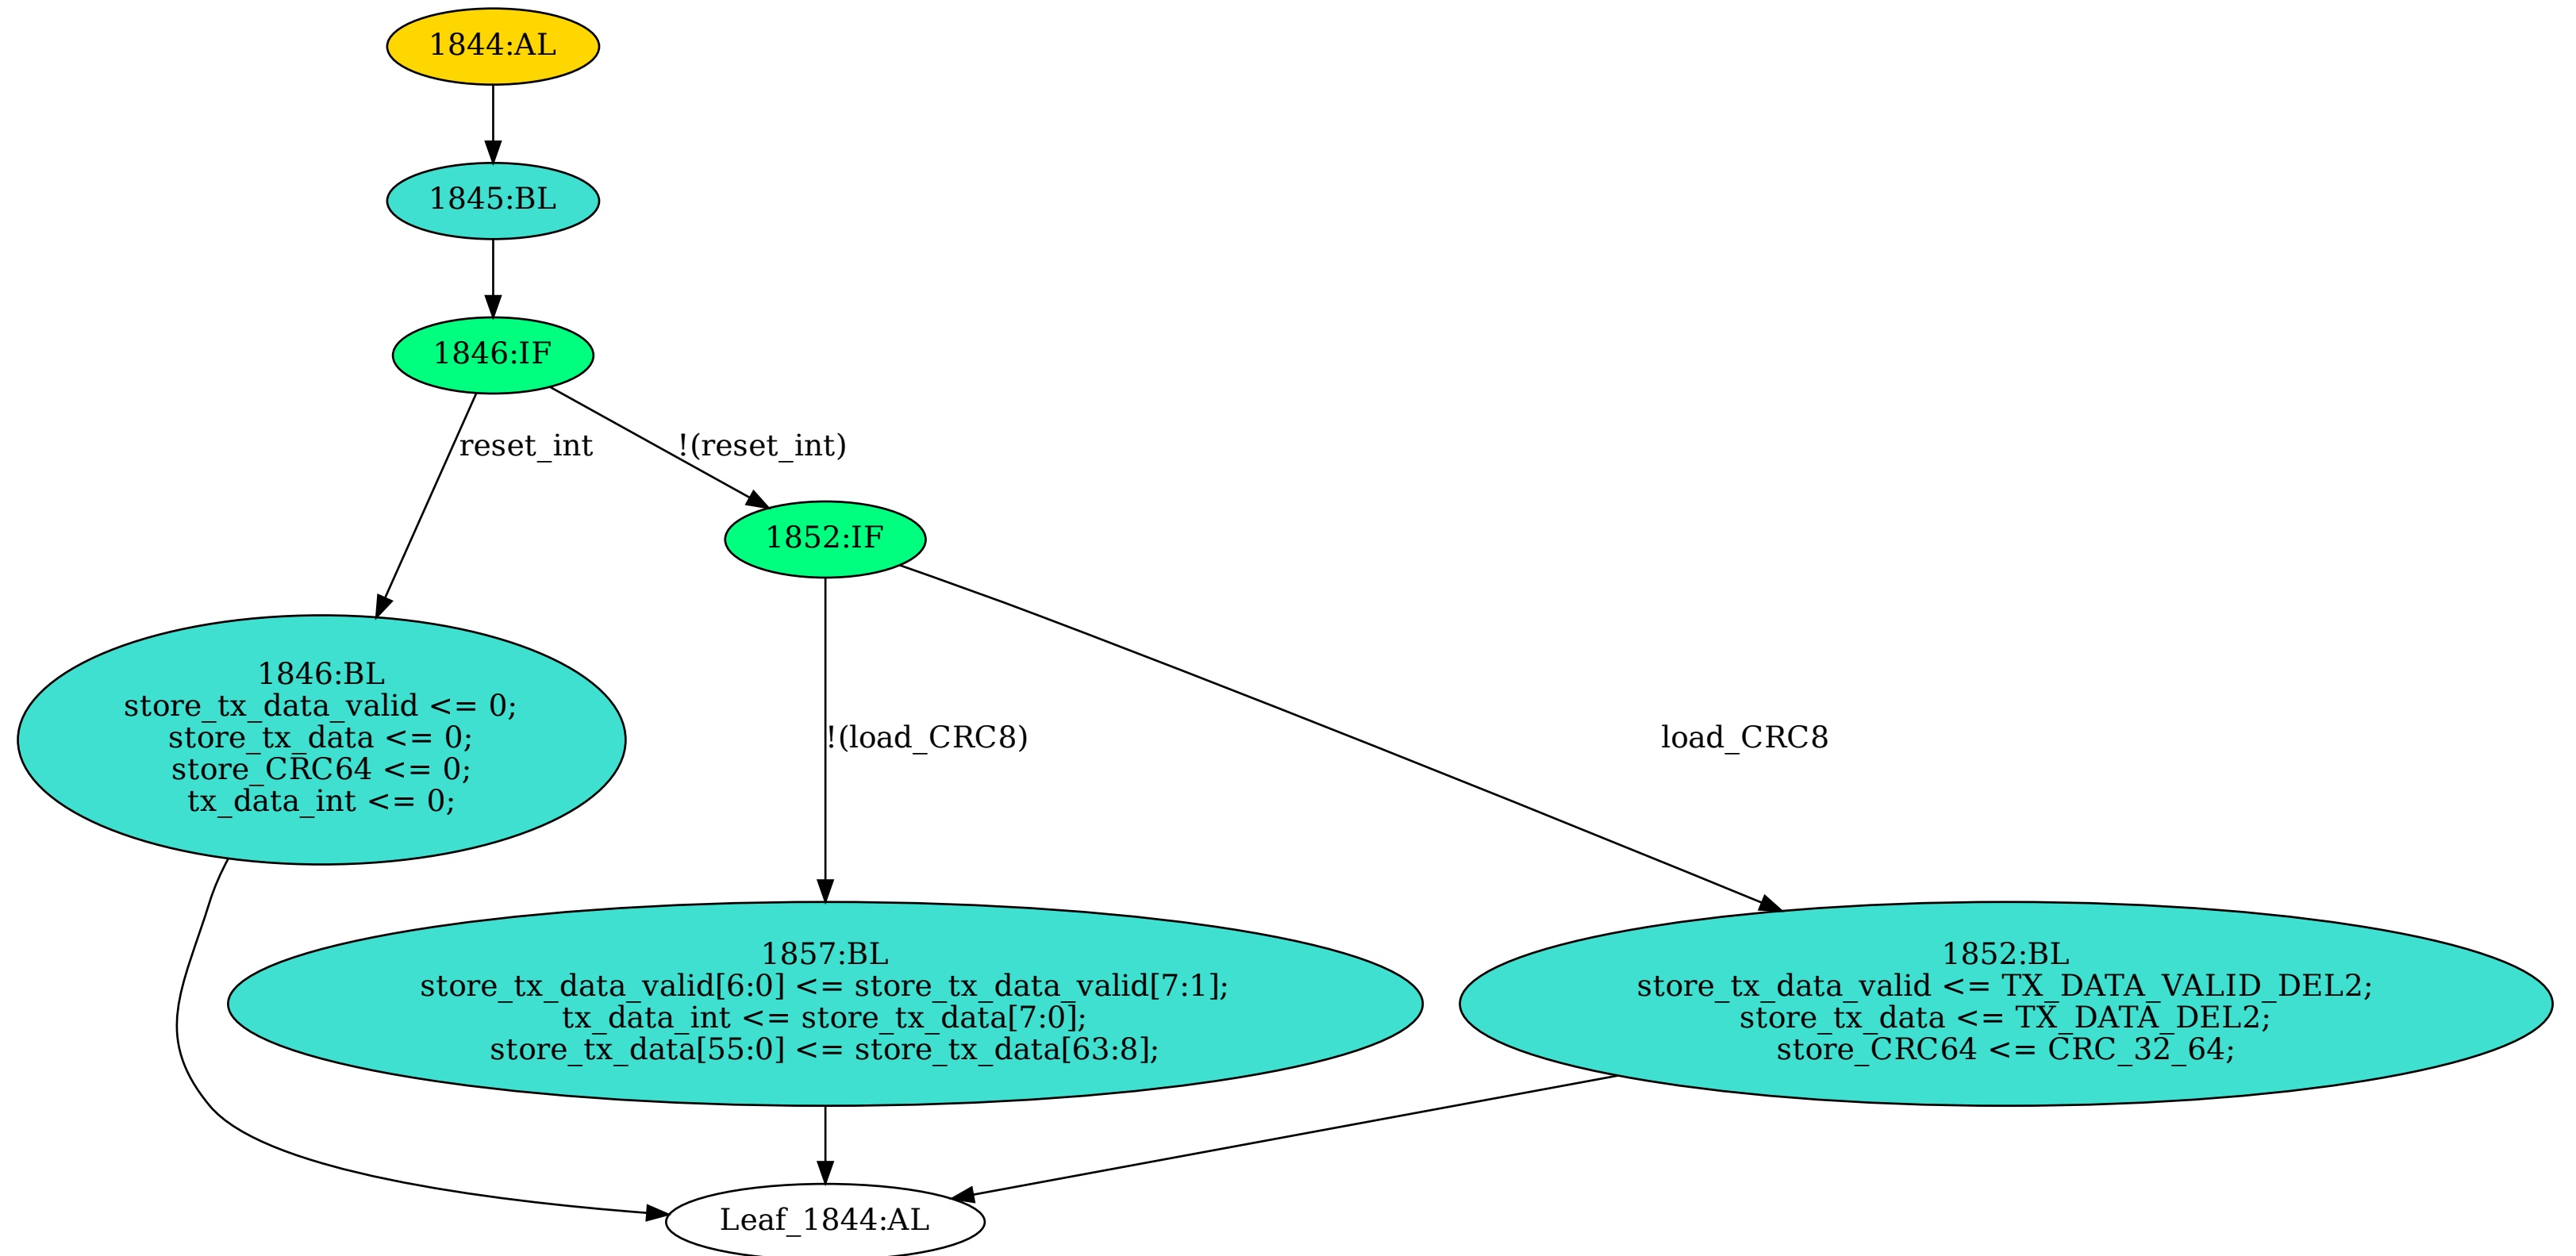 1844:AL
1845:BL
1846:IF
reset_int
!(reset_int)
1852:IF
1846:BL
store_tx_data_valid <= 0;
store_tx_data <= 0;
store_CRC64 <= 0;
tx_data_int <= 0;
!(load_CRC8)
load_CRC8
1857:BL
store_tx_data_valid[6:0] <= store_tx_data_valid[7:1];
tx_data_int <= store_tx_data[7:0];
store_tx_data[55:0] <= store_tx_data[63:8];
1852:BL
store_tx_data_valid <= TX_DATA_VALID_DEL2;
store_tx_data <= TX_DATA_DEL2;
store_CRC64 <= CRC_32_64;
Leaf_1844:AL